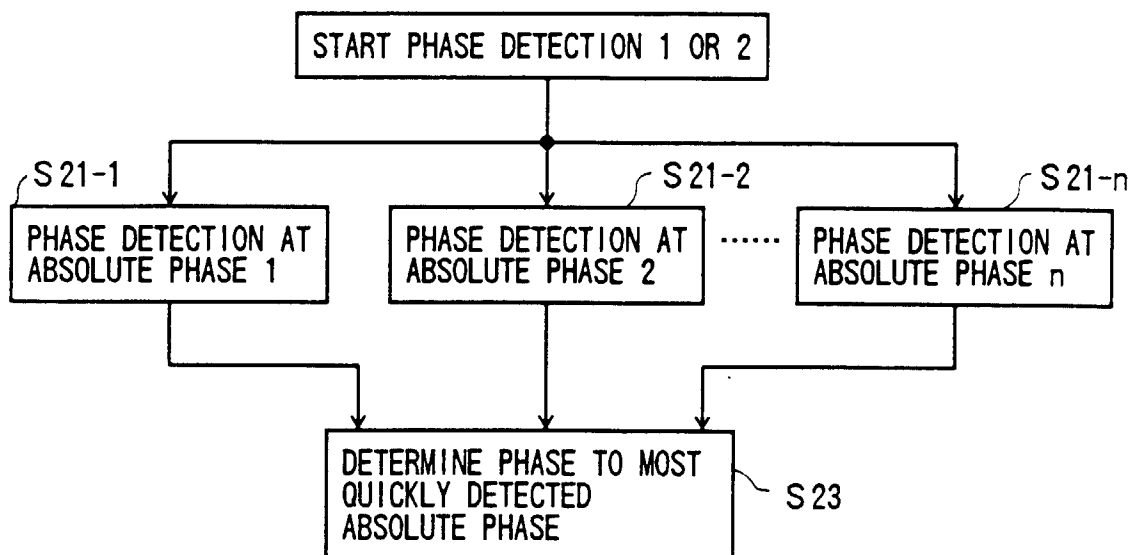 START PHASE DETECTION 1 OR 2
S21-1
S21-2
S21-n
PHASE DETECTION AT
ABSOLUTE PHASE 1
PHASE DETECTION AT
ABSOLUTE PHASE 2
......
PHASE DETECTION AT
ABSOLUTE PHASE n
DETERMINE PHASE TO MOST
QUICKLY DETECTED
ABSOLUTE PHASE
S23